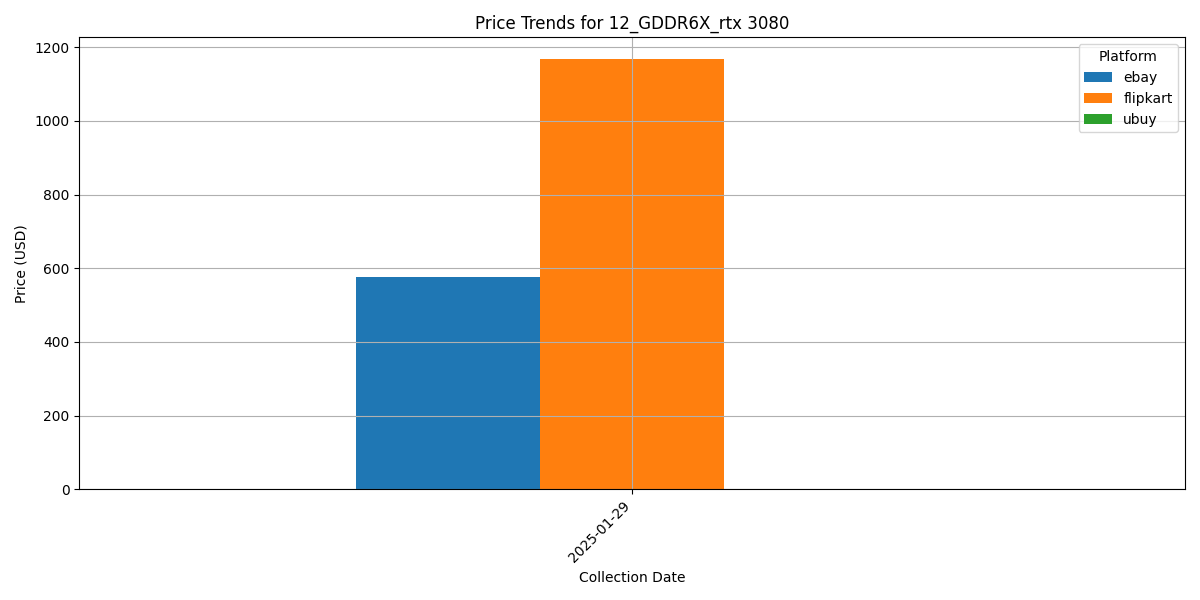 Price Trends for 12_GDDR6X_rtx 3080
Platform
ebay
flipkart
ubuy
1200
1000
800
600
400
200
0
Price (USD)
2025-01-29
Collection Date